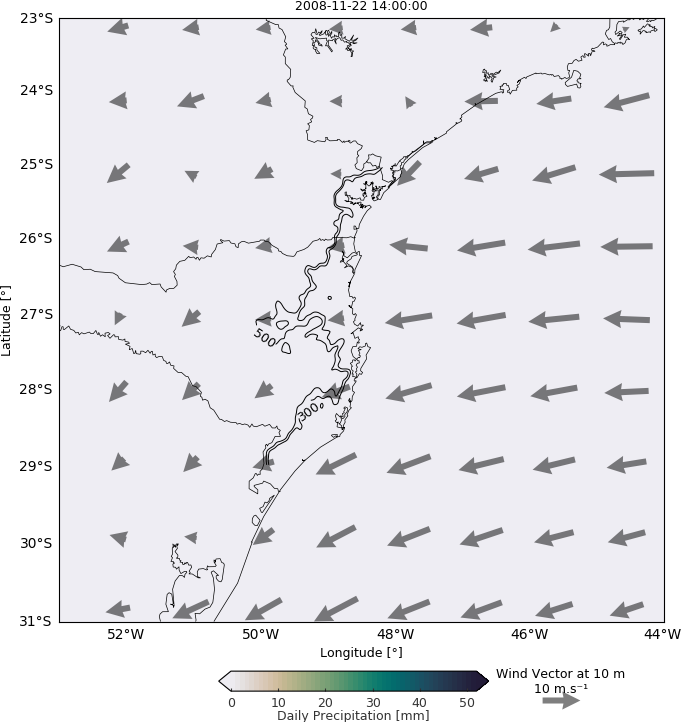 2008-11-22 14:00:00
23°S
24°S
25°S
26°S
27°S
28°S
29°S
30°S
31°S
Latitude [°]
500
300
52°W 50°W 48°W 46°W 44°W
Longitude [°]
0 10 20 30 40 50
Daily Precipitation [mm]
Wind Vector at 10 m
10 m s⁻¹